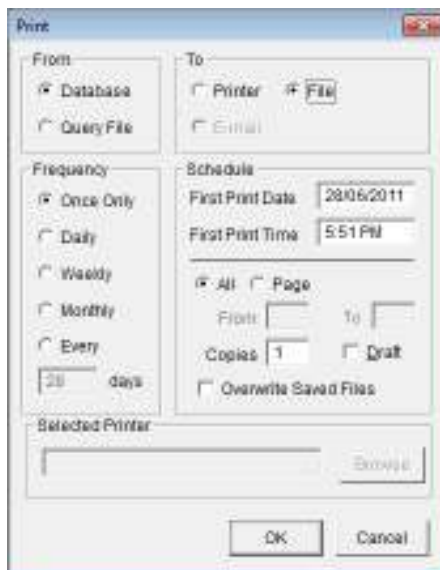 Print
From
Database
Query File
To
Printer File
E-mail
Frequency
Once Only
Daily
Weekly
Monthly
Every
28 days
Schedule
First Print Date 28/06/2011
First Print Time 5:51 PM
All Page
From To
Copies 1 Draft
Overwrite Saved Files
Selected Printer
Browse
OK Cancel